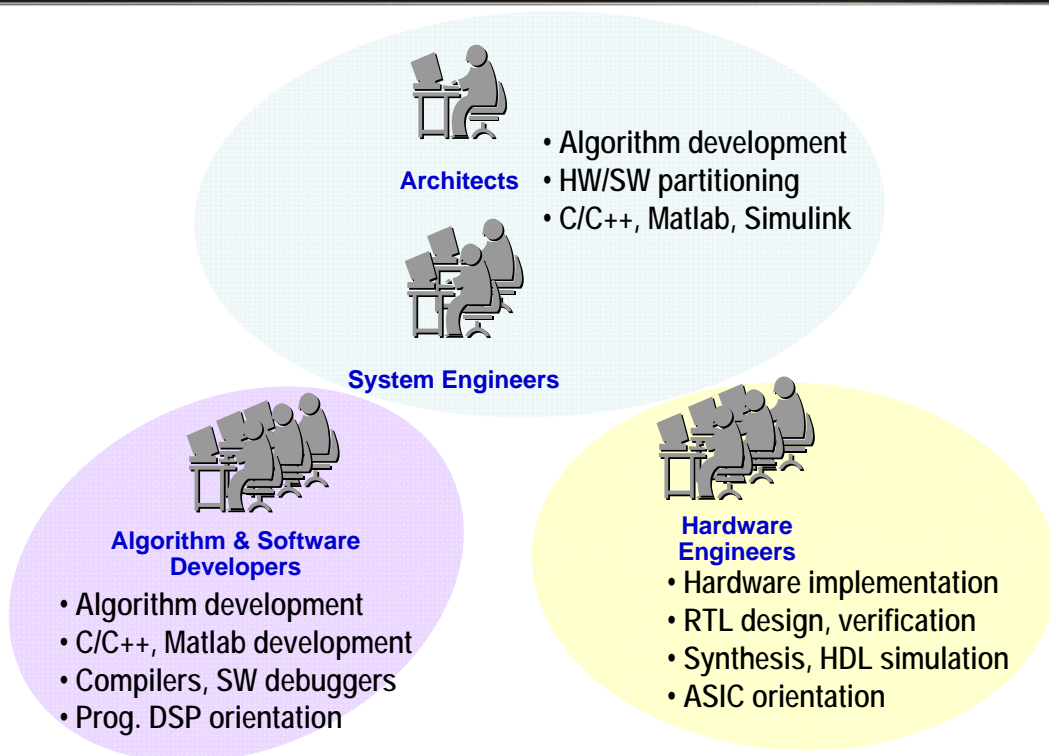 Architects
• Algorithm development
• HW/SW partitioning
• C/C++, Matlab, Simulink
System Engineers
Algorithm & Software
Developers
• Algorithm development
• C/C++, Matlab development
• Compilers, SW debuggers
• Prog. DSP orientation
Hardware
Engineers
• Hardware implementation
• RTL design, verification
• Synthesis, HDL simulation
• ASIC orientation